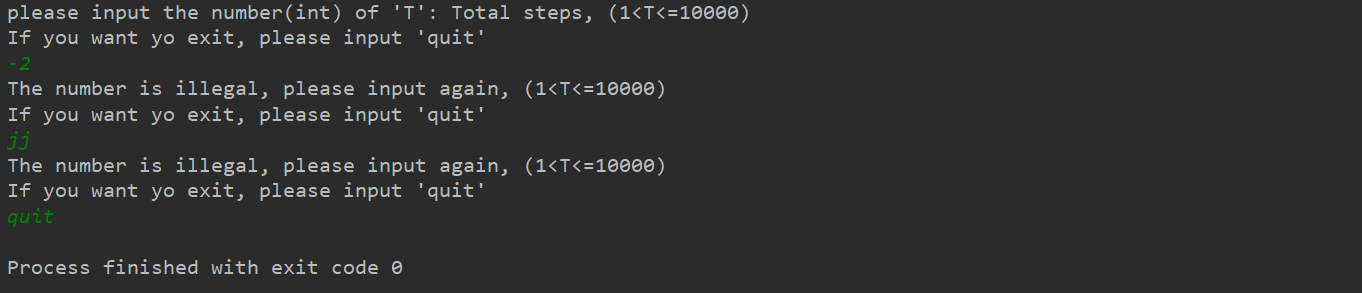 please input the number(int) of 'T': Total steps, (1<T<=10000)
If you want yo exit, please input 'quit'
-2
The number is illegal, please input again, (1<T<=10000)
If you want yo exit, please input 'quit'
jj
The number is illegal, please input again, (1<T<=10000)
If you want yo exit, please input 'quit'
quit
Process finished with exit code 0